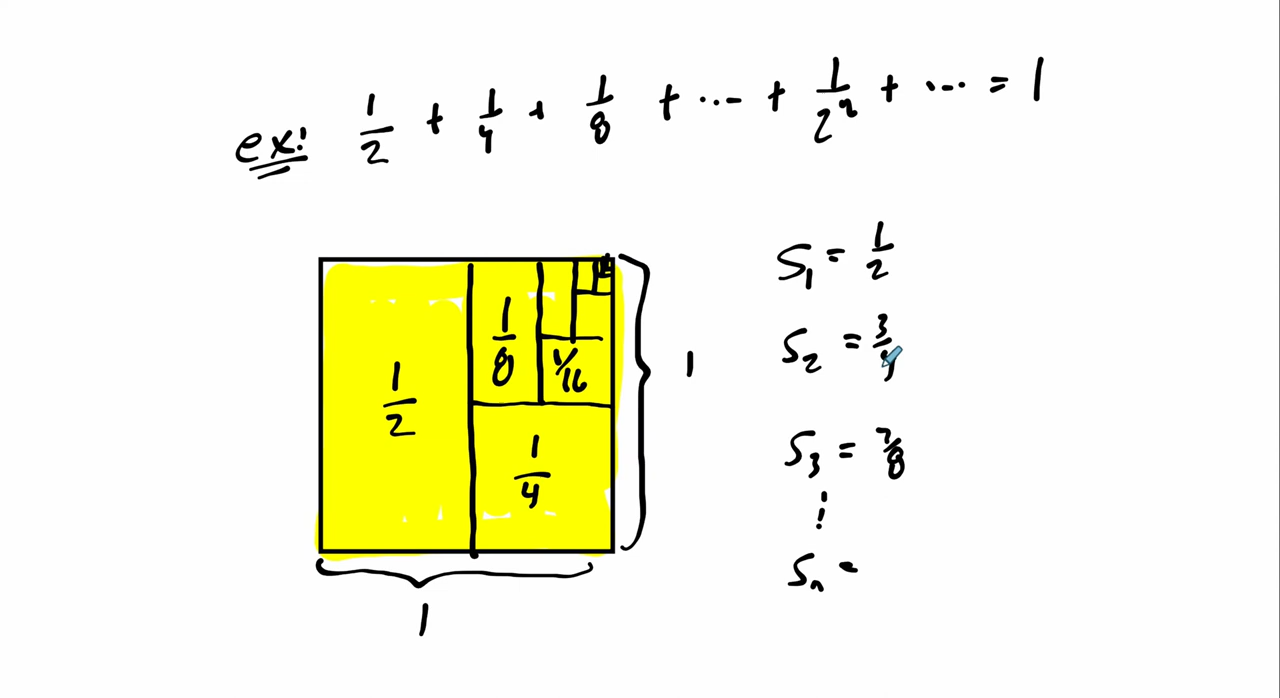 ex! 1/2 + 1/4 + 1/8 + ... + 1/2^n + ... = 1
S₁ = 1/2
1/8
S₂ = 3/4
1/16
1
1/2
S₃ = 7/8
1/4
⋮
Sₙ =
1